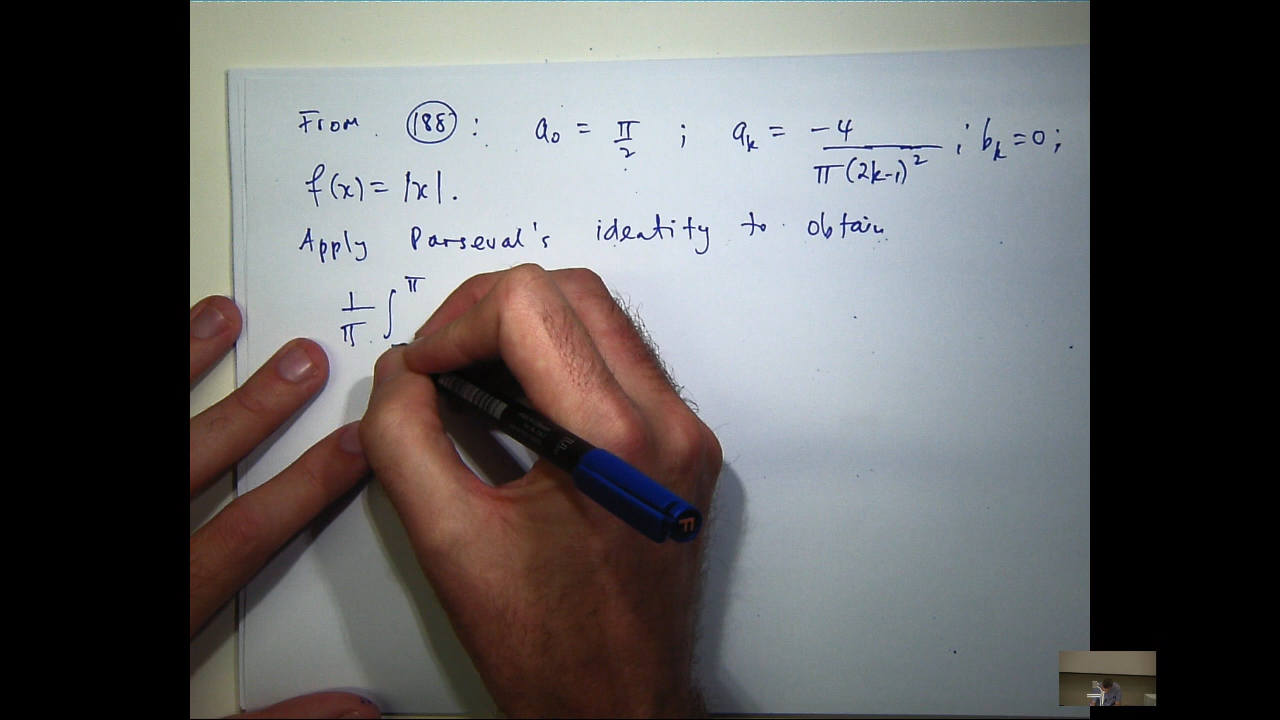 From (188) : a₀ = π/2 ; aₖ = -4/(π(2k-1)²) ; bₖ = 0 ;
f(x) = |x|.
Apply Parseval's identity to obtain
1/π ∫ π
F